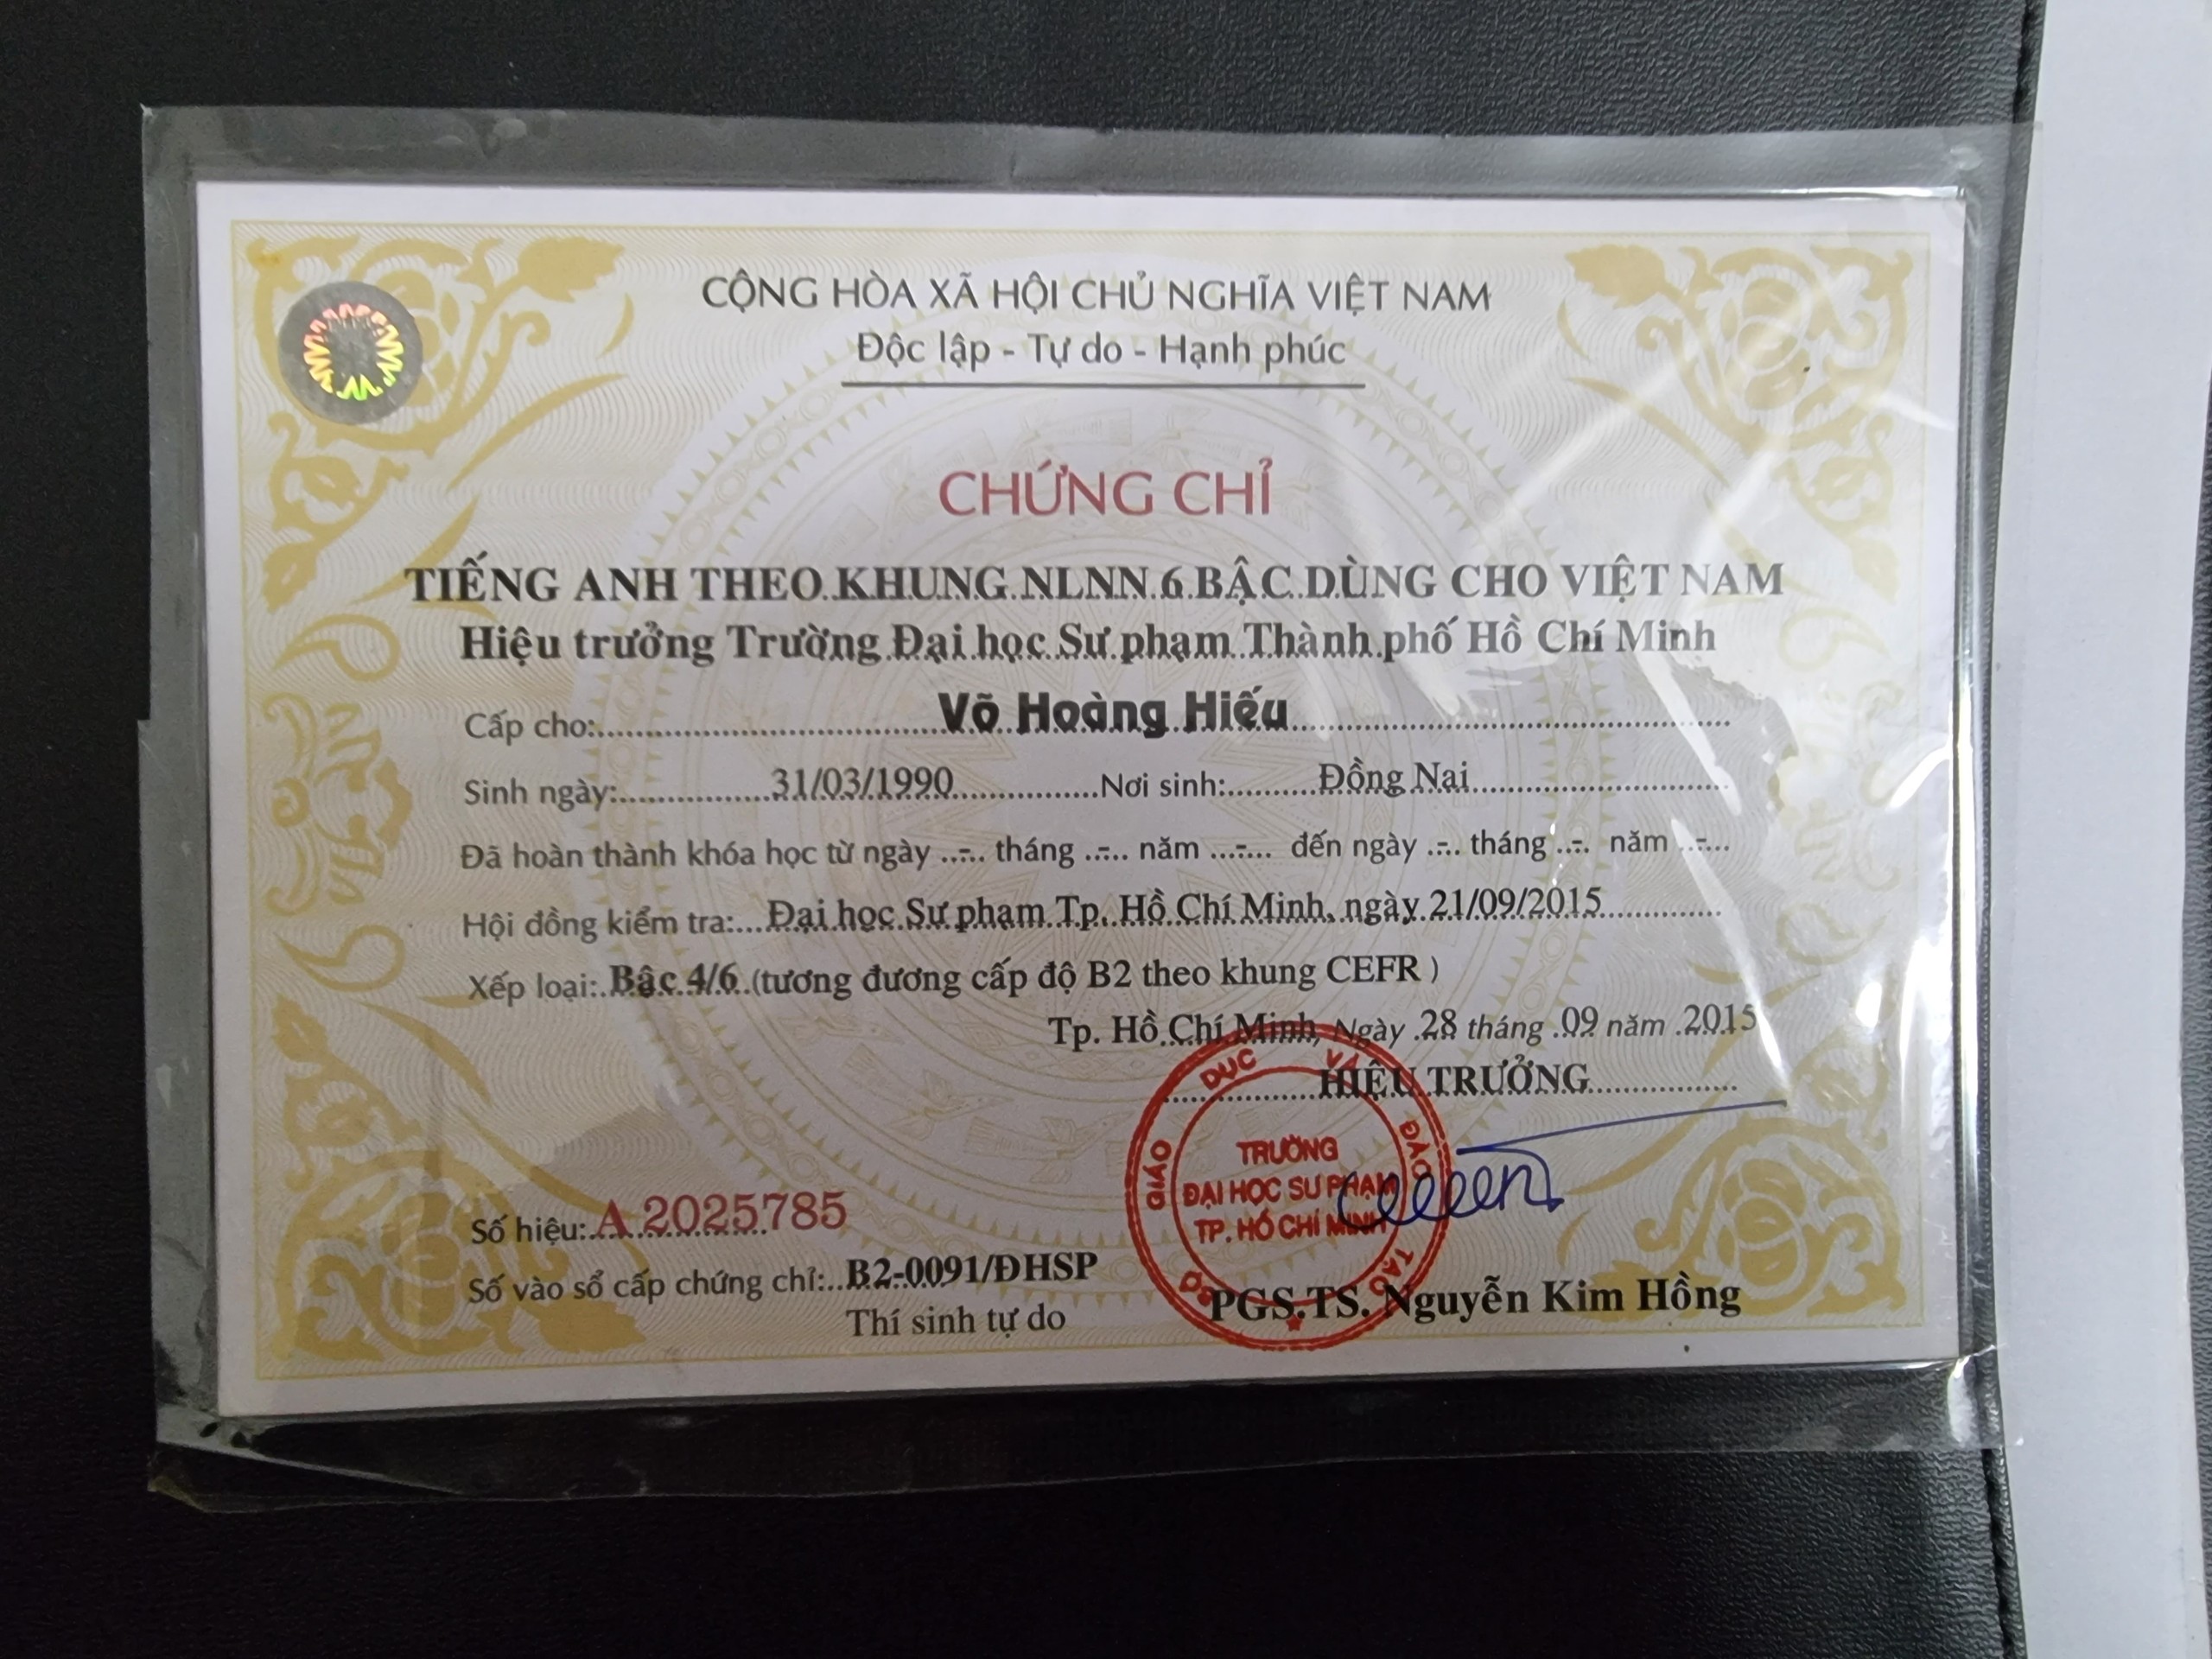 CỘNG HÒA XÃ HỘI CHỦ NGHĨA VIỆT NAM
Độc lập - Tự do - Hạnh phúc
CHỨNG CHỈ
TIẾNG ANH THEO KHUNG NLNN 6 BẬC DÙNG CHO VIỆT NAM
Hiệu trưởng Trường Đại học Sư phạm Thành phố Hồ Chí Minh
Cấp cho: Võ Hoàng Hiếu
Sinh ngày: 31/03/1990 Nơi sinh: Đồng Nai
Đã hoàn thành khóa học từ ngày .-. tháng .-. năm .-. đến ngày .-. tháng .-. năm .-.
Hội đồng kiểm tra: Đại học Sư phạm Tp. Hồ Chí Minh, ngày 21/09/2015
Xếp loại: Bậc 4/6 (tương đương cấp độ B2 theo khung CEFR )
Tp. Hồ Chí Minh, Ngày 28 tháng 09 năm 2015
HIỆU TRƯỞNG
BỘ GIÁO DỤC VÀ ĐÀO TẠO
TRƯỜNG
ĐẠI HỌC SƯ PHẠM
TP. HỒ CHÍ MINH
Số hiệu: A 2025785
Số vào sổ cấp chứng chỉ: B2-0091/ĐHSP
Thí sinh tự do
PGS.TS. Nguyễn Kim Hồng